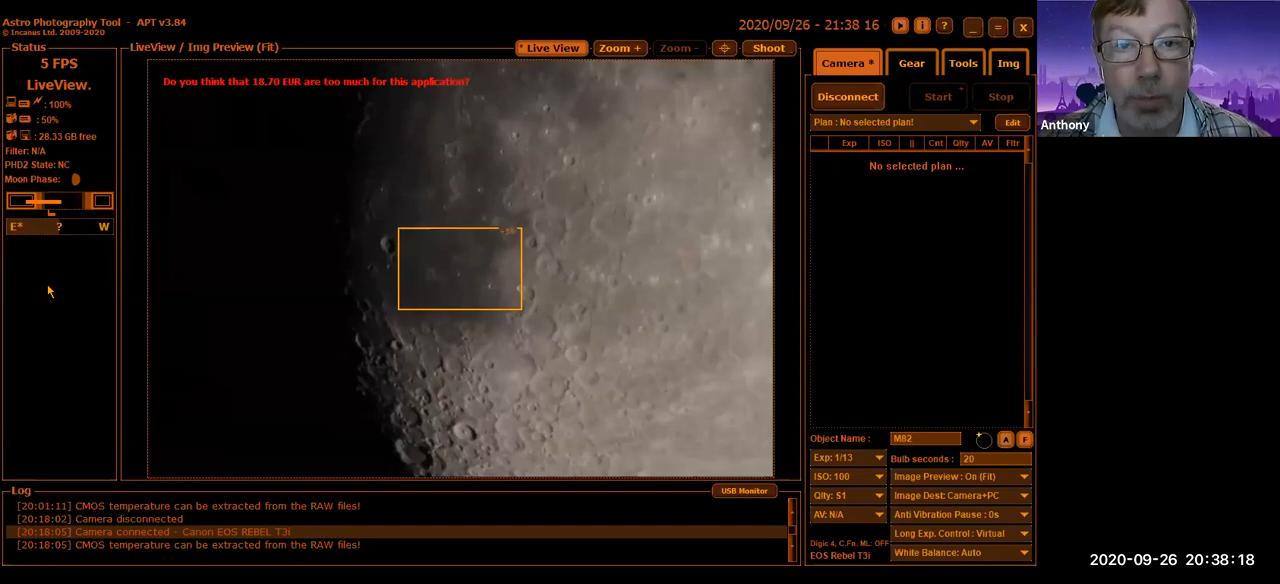 Astro Photography Tool - APT v3.84
© Incanus Ltd. 2009-2020
2020/09/26 - 21:38 16
i ? _ = x
Status
5 FPS
LiveView.
: 100%
: 50%
: 28.33 GB free
Filter: N/A
PHD2 State: NC
Moon Phase:
E* ? W
LiveView / Img Preview (Fit)
* Live View Zoom + Zoom - Shoot
Do you think that 18.70 EUR are too much for this application?
Camera * Gear Tools Img
Disconnect Start * Stop
Plan : No selected plan! Edit
Exp ISO || Cnt Qlty AV Fltr
No selected plan ...
Object Name : M82 A F
Exp: 1/13 Bulb seconds : 20
ISO: 100 Image Preview : On (Fit)
Qlty: S1 Image Dest: Camera+PC
AV: N/A Anti Vibration Pause : 0s
Long Exp. Control : Virtual
Digic 4, C.Fn, ML: OFF
EOS Rebel T3i White Balance: Auto
Log
USB Monitor
[20:01:11] CMOS temperature can be extracted from the RAW files!
[20:18:02] Camera disconnected
[20:18:05] Camera connected - Canon EOS REBEL T3i
[20:18:05] CMOS temperature can be extracted from the RAW files!
Anthony
2020-09-26 20:38:18